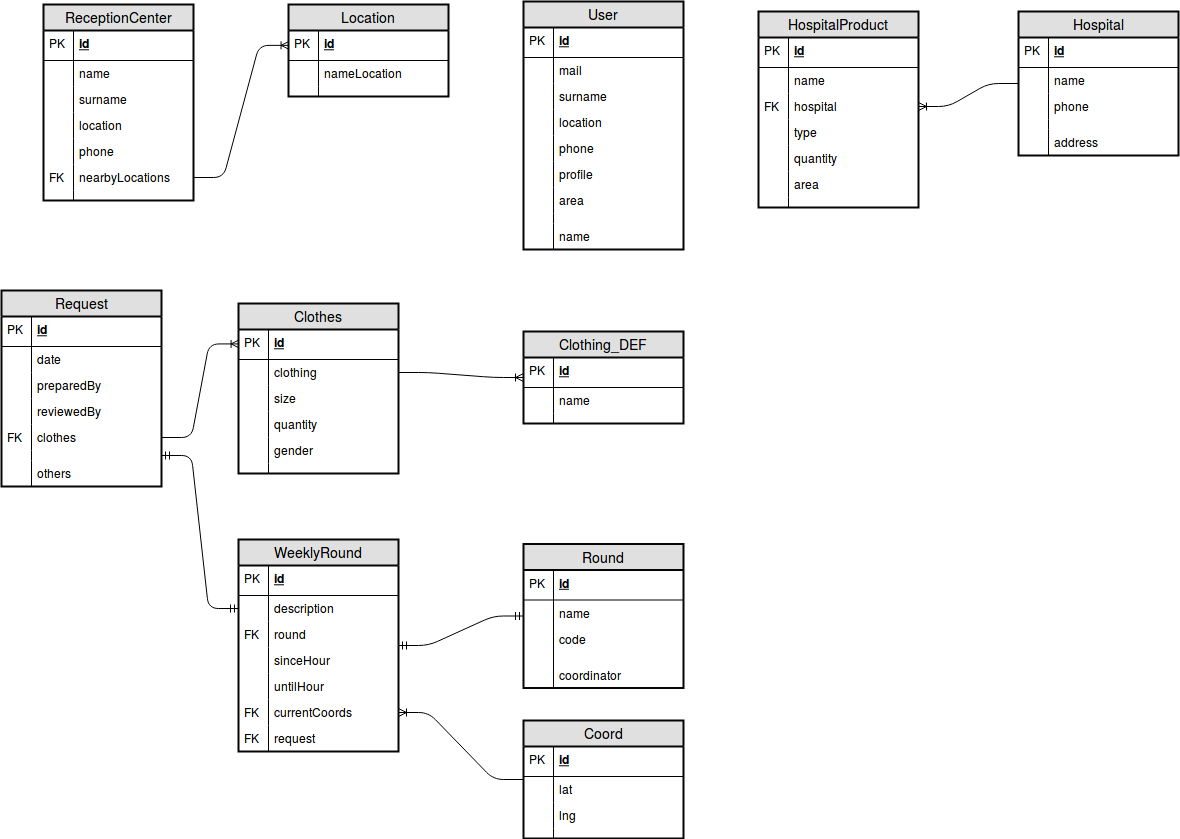 ReceptionCenter
PK id
name
surname
location
phone
FK nearbyLocations
Location
PK id
nameLocation
User
PK id
mail
surname
location
phone
profile
area
name
HospitalProduct
PK id
name
FK hospital
type
quantity
area
Hospital
PK id
name
phone
address
Request
PK id
date
preparedBy
reviewedBy
FK clothes
others
Clothes
PK id
clothing
size
quantity
gender
Clothing_DEF
PK id
name
WeeklyRound
PK id
description
FK round
sinceHour
untilHour
FK currentCoords
FK request
Round
PK id
name
code
coordinator
Coord
PK id
lat
lng